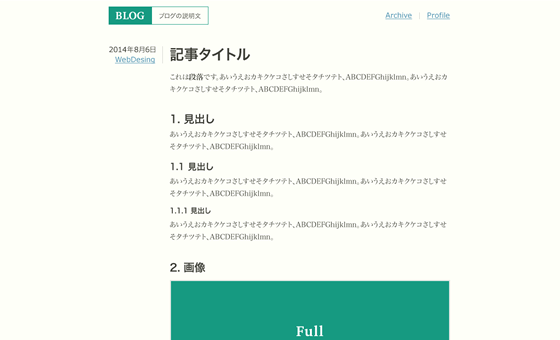 BLOG ブログの説明文
Archive Profile
2014年8月6日
WebDesing
記事タイトル
これは段落です。あいうえおカキクケコさしすせそタチツテト、ABCDEFGhijklmn。あいうえおカ
キクケコさしすせそタチツテト、ABCDEFGhijklmn。
1. 見出し
あいうえおカキクケコさしすせそタチツテト、ABCDEFGhijklmn。あいうえおカキクケコさしすせ
そタチツテト、ABCDEFGhijklmn。
1.1 見出し
あいうえおカキクケコさしすせそタチツテト、ABCDEFGhijklmn。あいうえおカキクケコさしすせ
そタチツテト、ABCDEFGhijklmn。
1.1.1 見出し
あいうえおカキクケコさしすせそタチツテト、ABCDEFGhijklmn。あいうえおカキクケコさしすせ
そタチツテト、ABCDEFGhijklmn。
2. 画像
Full